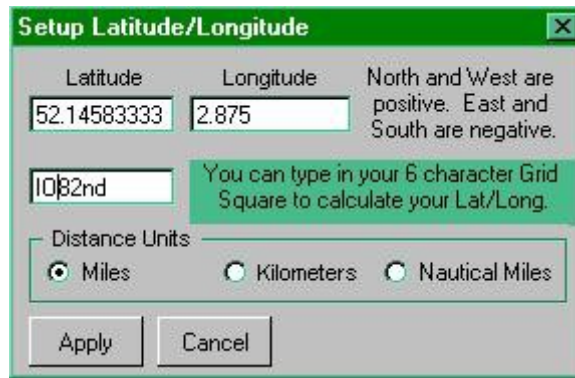 Setup Latitude/Longitude
Latitude
Longitude
North and West are
positive. East and
South are negative.
52.14583333
2.875
IO82nd
You can type in your 6 character Grid
Square to calculate your Lat/Long.
Distance Units
Miles
Kilometers
Nautical Miles
Apply
Cancel